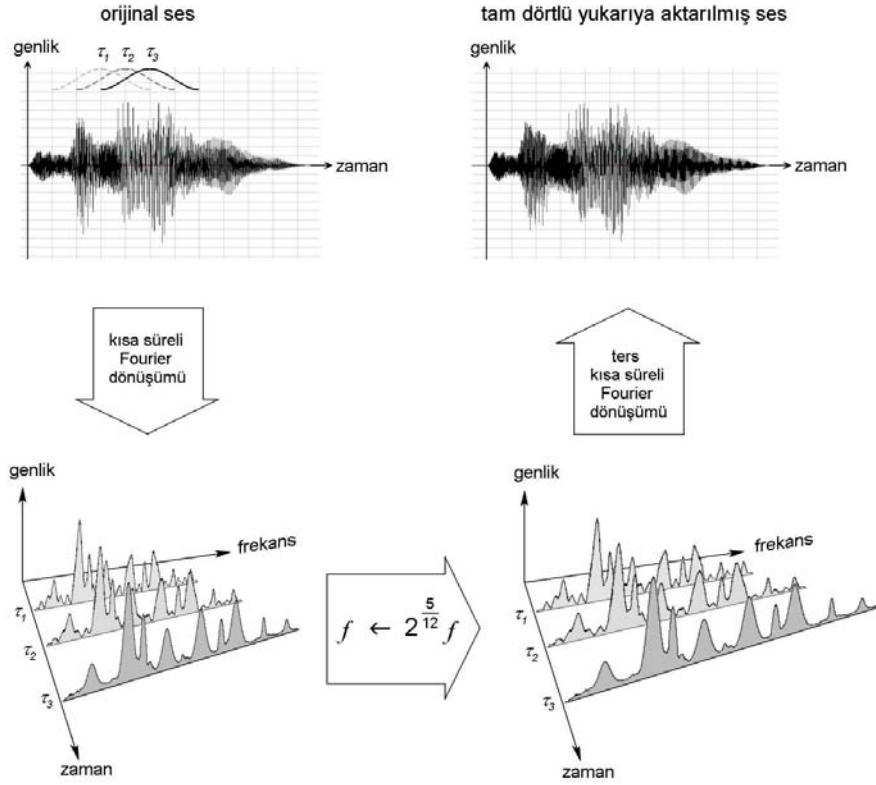 orijinal ses
tam dörtlü yukarıya aktarılmış ses
genlik
τ1 τ2 τ3
zaman
genlik
zaman
kısa süreli
Fourier
dönüşümü
ters
kısa süreli
Fourier
dönüşümü
genlik
frekans
τ1
τ2
τ3
zaman
f ← 2^(5/12) f
genlik
frekans
τ1
τ2
τ3
zaman